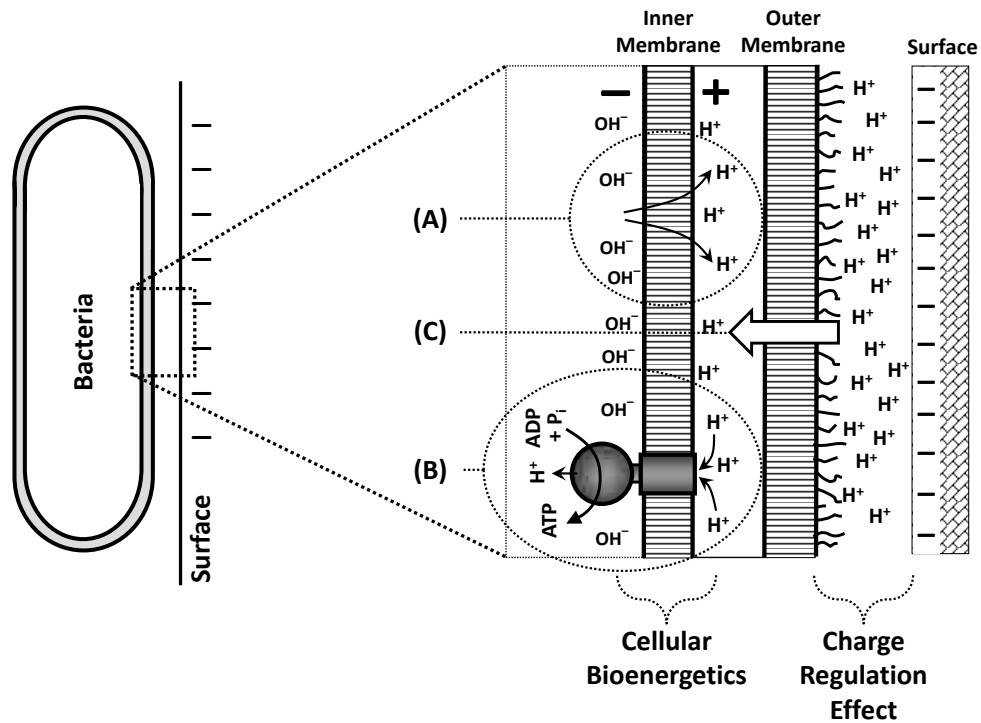 Inner
Membrane
Outer
Membrane
Surface
− +
OH⁻ H⁺ H⁺
H⁺
H⁺
OH⁻ H⁺ H⁺
H⁺ H⁺
(A)
H⁺
OH⁻ H⁺ H⁺
OH⁻ H⁺ H⁺
H⁺
(C)
OH⁻ H⁺ H⁺
OH⁻ H⁺
H⁺ H⁺
H⁺
OH⁻
H⁺ H⁺
H⁺
(B)
ADP
+ Pᵢ
H⁺
ATP
H⁺ H⁺
H⁺
H⁺ H⁺
OH⁻
Bacteria
Surface
Cellular
Bioenergetics
Charge
Regulation
Effect